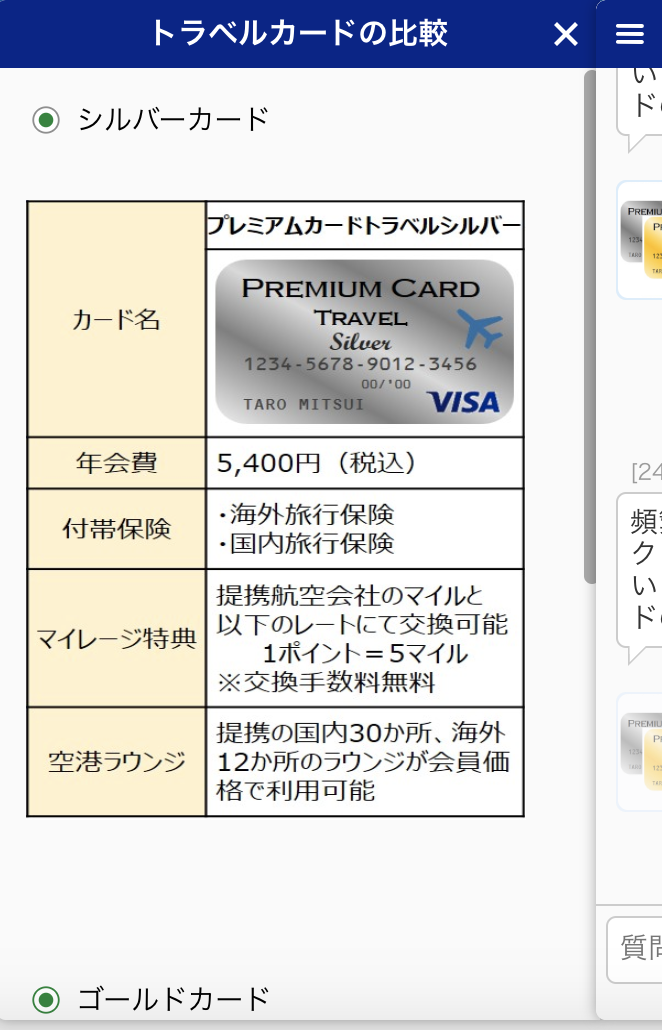 トラベルカードの比較
シルバーカード
カード名
プレミアムカードトラベルシルバー
PREMIUM CARD
TRAVEL
Silver
1234-5678-9012-3456
00/'00
TARO MITSUI
VISA
年会費
5,400円（税込）
付帯保険
・海外旅行保険
・国内旅行保険
マイレージ特典
提携航空会社のマイルと
以下のレートにて交換可能
1ポイント＝5マイル
※交換手数料無料
空港ラウンジ
提携の国内30か所、海外
12か所のラウンジが会員価
格で利用可能
ゴールドカード
い
ド
[24
ク
い
ド
質問